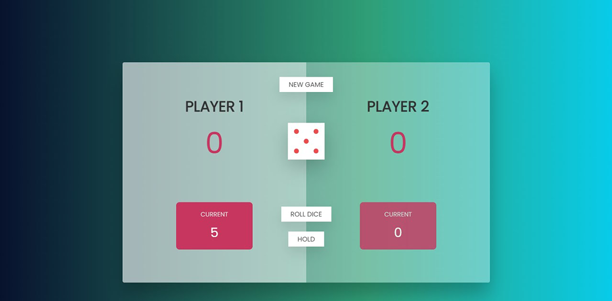 NEW GAME
PLAYER 1
0
CURRENT
5
PLAYER 2
0
CURRENT
0
ROLL DICE
HOLD